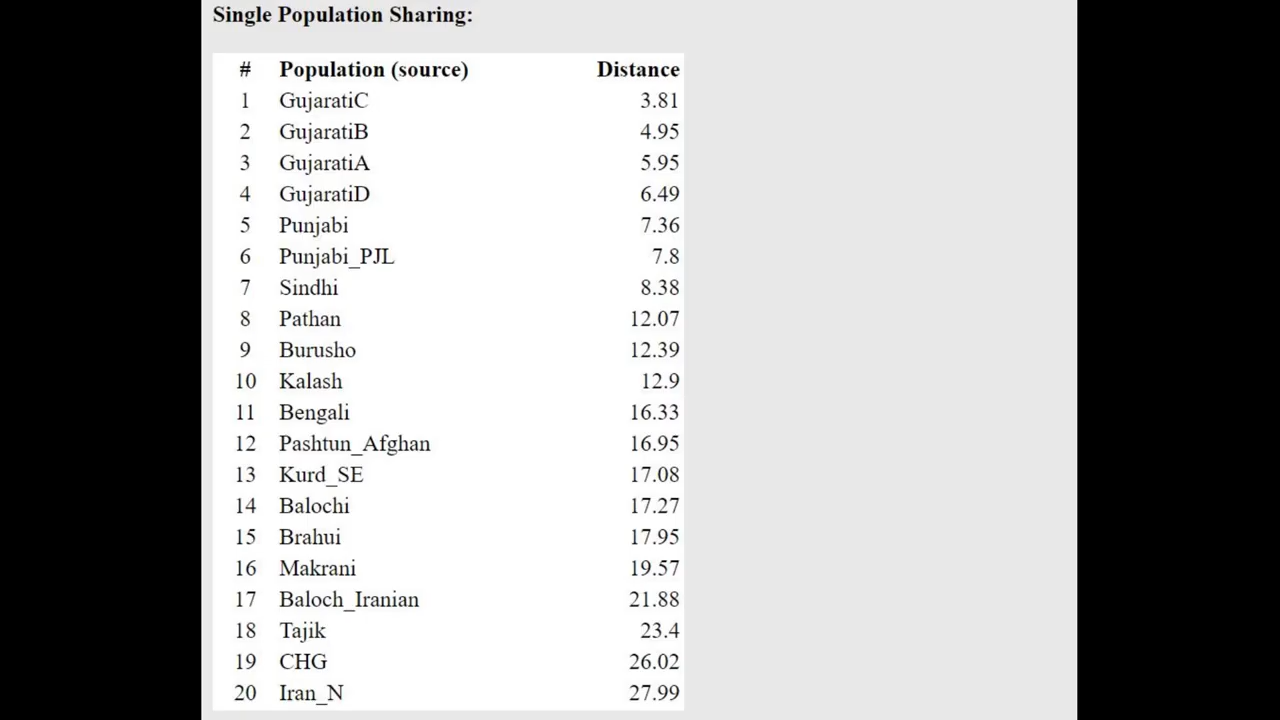 Single Population Sharing:
# Population (source) Distance
1 GujaratiC 3.81
2 GujaratiB 4.95
3 GujaratiA 5.95
4 GujaratiD 6.49
5 Punjabi 7.36
6 Punjabi_PJL 7.8
7 Sindhi 8.38
8 Pathan 12.07
9 Burusho 12.39
10 Kalash 12.9
11 Bengali 16.33
12 Pashtun_Afghan 16.95
13 Kurd_SE 17.08
14 Balochi 17.27
15 Brahui 17.95
16 Makrani 19.57
17 Baloch_Iranian 21.88
18 Tajik 23.4
19 CHG 26.02
20 Iran_N 27.99